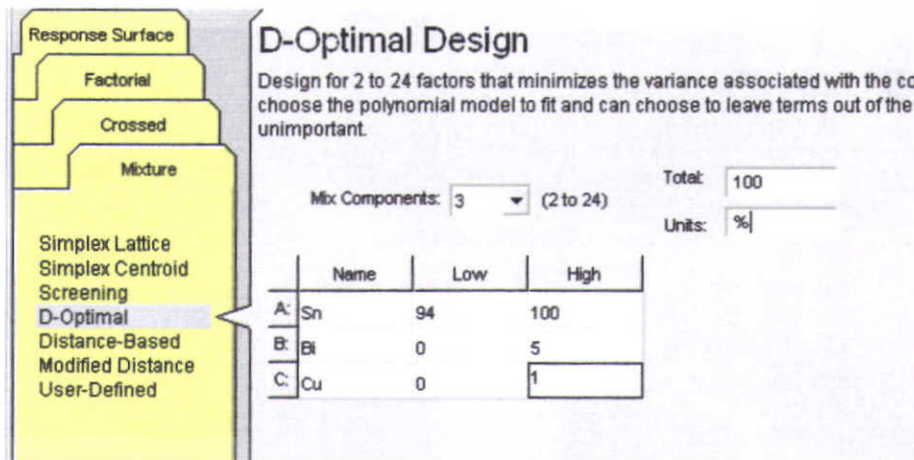 Response Surface
Factorial
Crossed
Mixture
Simplex Lattice
Simplex Centroid
Screening
D-Optimal
Distance-Based
Modified Distance
User-Defined
D-Optimal Design
Design for 2 to 24 factors that minimizes the variance associated with the co
choose the polynomial model to fit and can choose to leave terms out of the
unimportant.
Mix Components: 3 (2 to 24)
Total: 100
Units: %
Name Low High
A: Sn 94 100
B: Bi 0 5
C: Cu 0 1